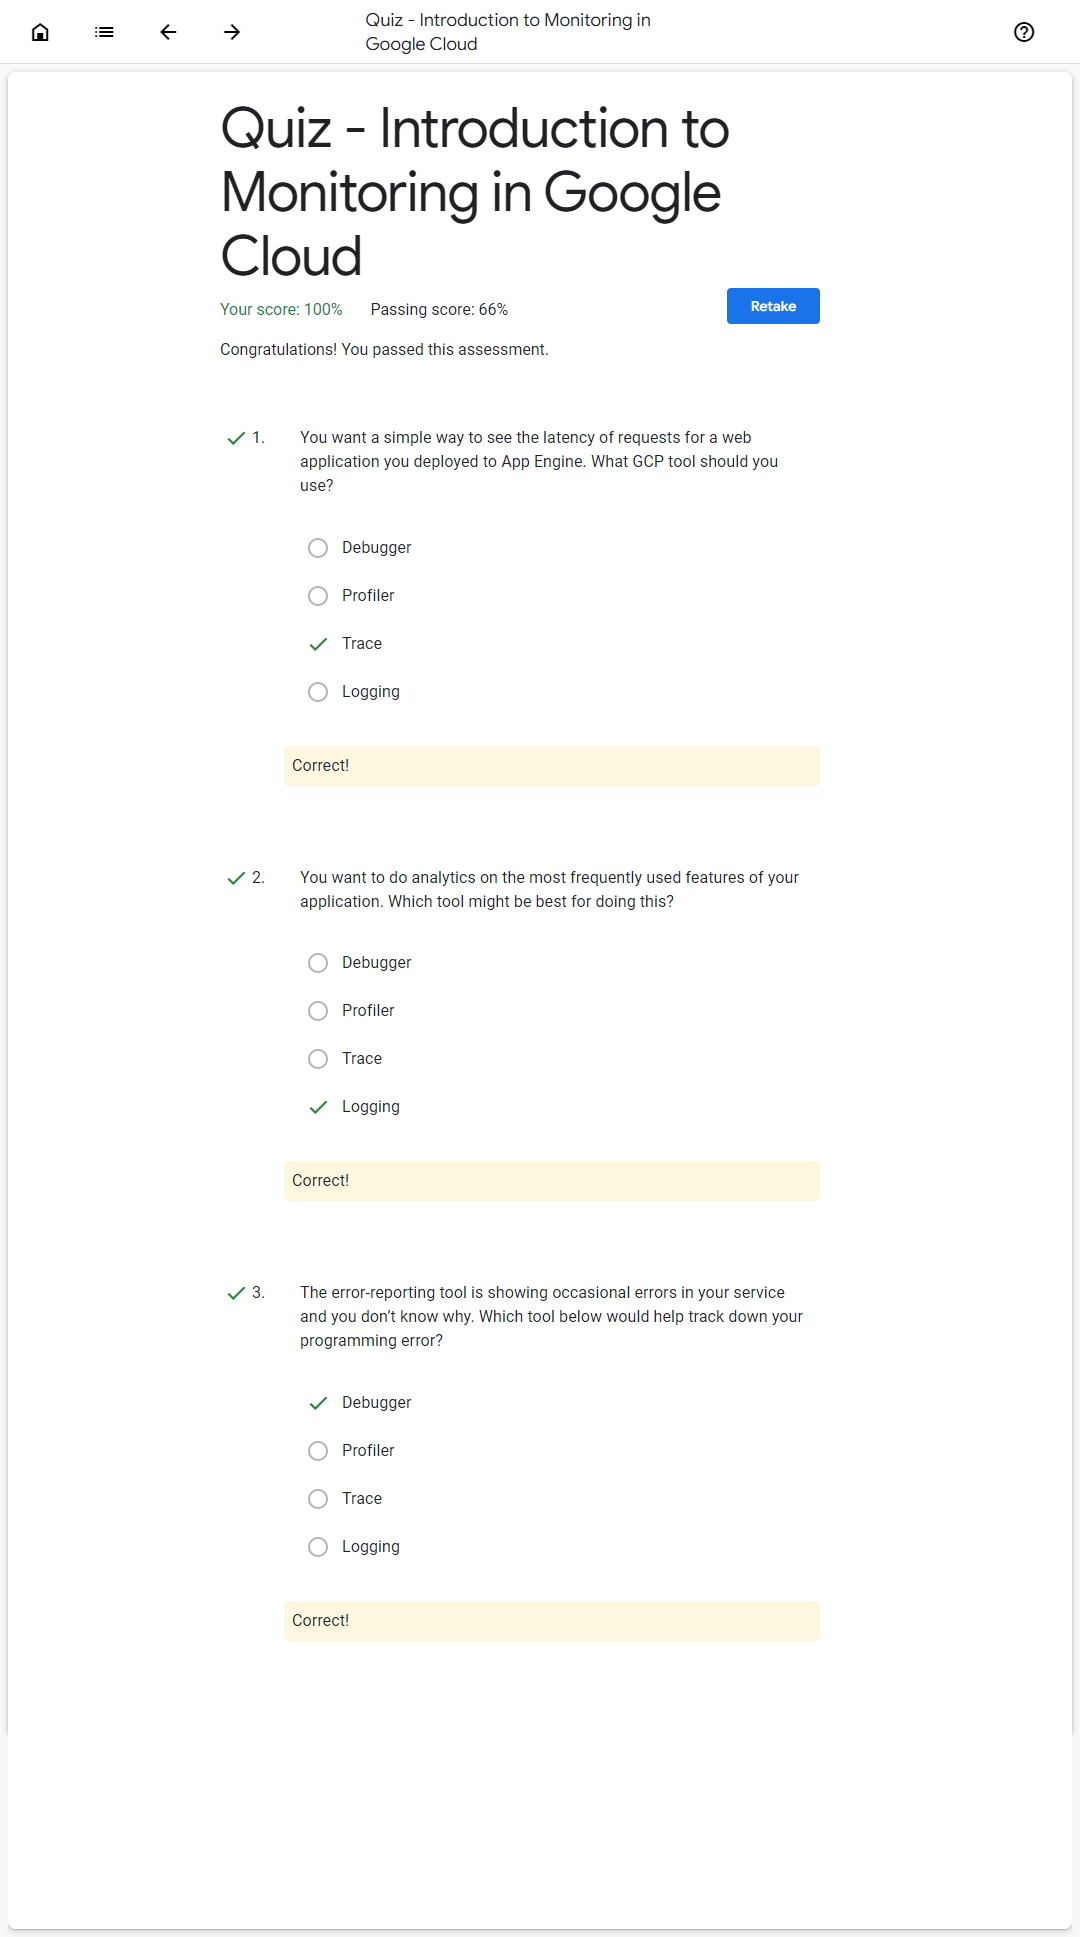 Quiz - Introduction to Monitoring in
Google Cloud
Quiz - Introduction to
Monitoring in Google
Cloud
Your score: 100% Passing score: 66%
Retake
Congratulations! You passed this assessment.
1. You want a simple way to see the latency of requests for a web
application you deployed to App Engine. What GCP tool should you
use?
Debugger
Profiler
Trace
Logging
Correct!
2. You want to do analytics on the most frequently used features of your
application. Which tool might be best for doing this?
Debugger
Profiler
Trace
Logging
Correct!
3. The error-reporting tool is showing occasional errors in your service
and you don’t know why. Which tool below would help track down your
programming error?
Debugger
Profiler
Trace
Logging
Correct!